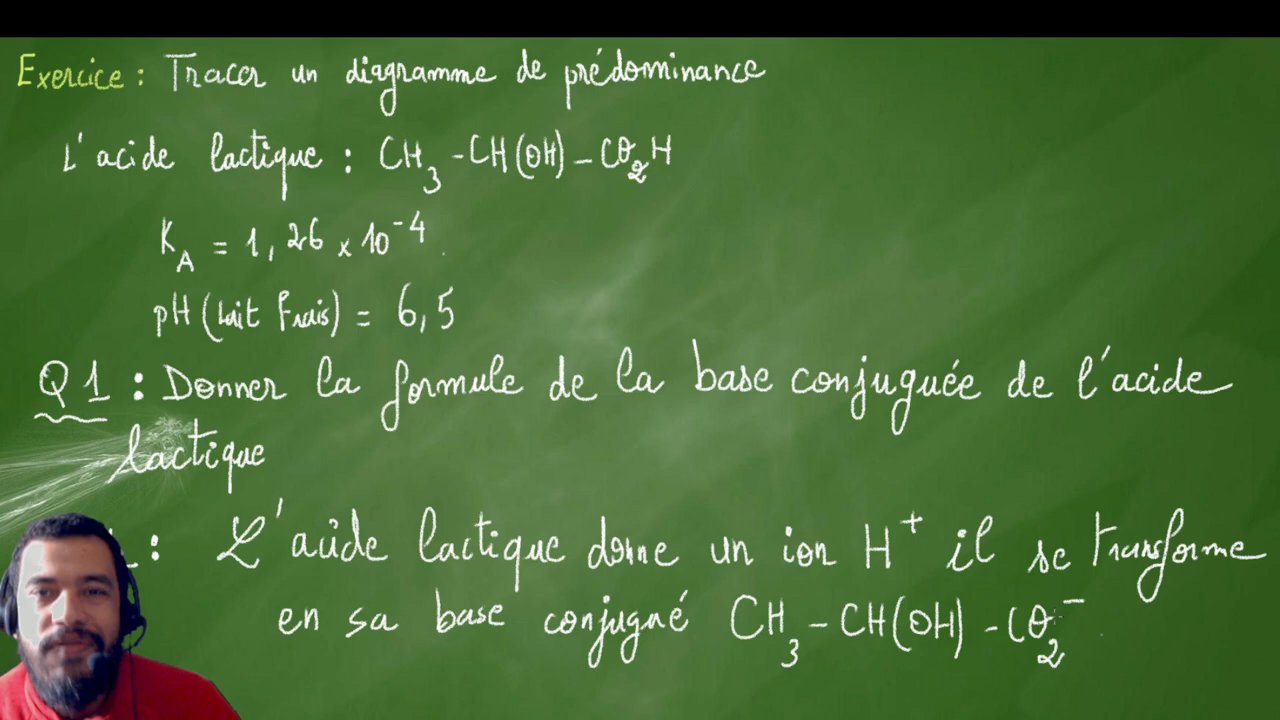 Exercice : Tracer un diagramme de prédominance
L'acide lactique : CH₃ - CH(OH) - CO₂H
K_A = 1,26 × 10⁻⁴
pH (lait frais) = 6,5
Q1 : Donner la formule de la base conjuguée de l'acide
lactique
: L'acide lactique donne un ion H⁺ il se transforme
en sa base conjugué CH₃ - CH(OH) - CO₂⁻